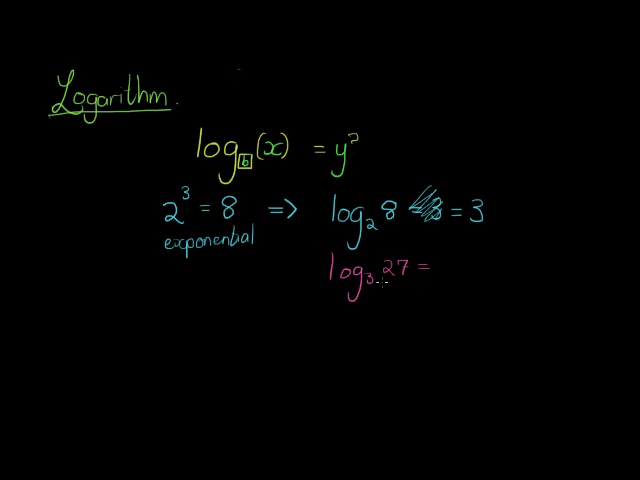 Logarithm.
log_b(x) = y?
2³ = 8 => log₂ 8 = 3
exponential
log₃ 27 =